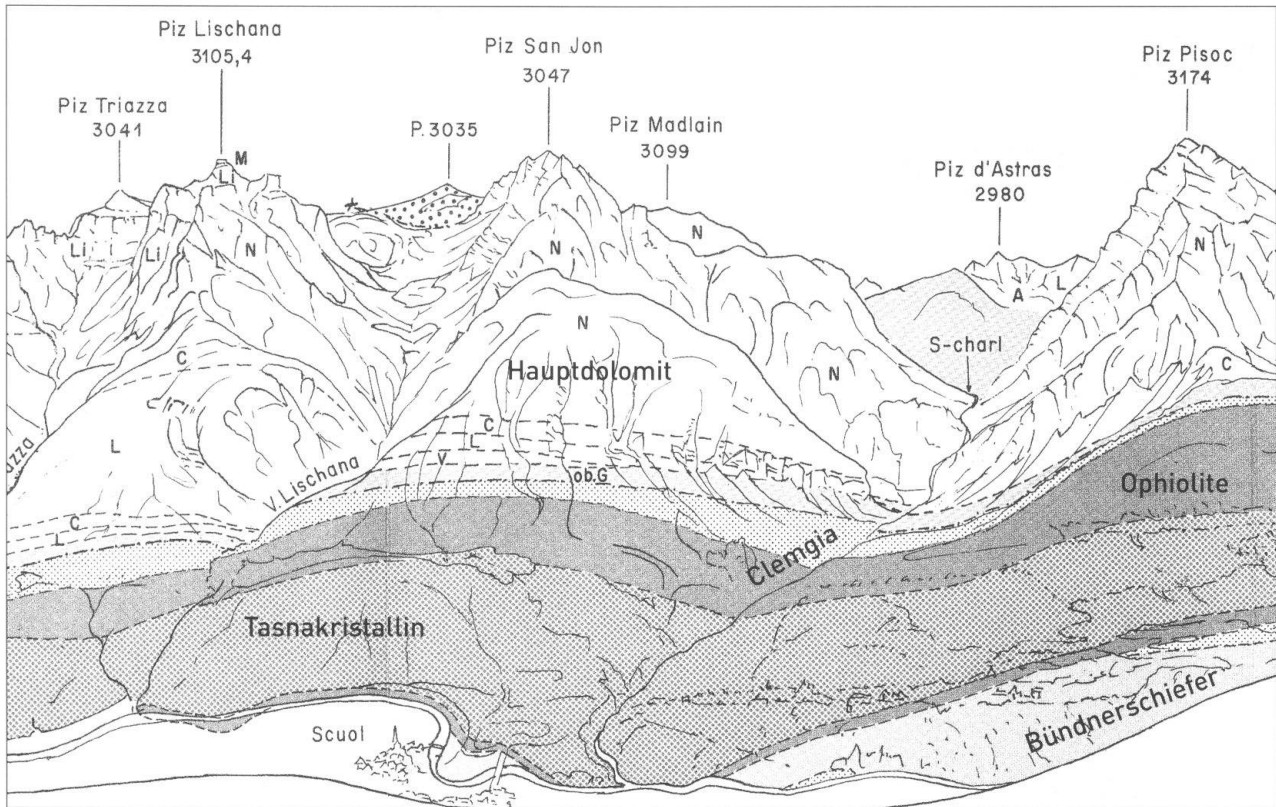 Piz Lischana
3105,4
Piz San Jon
3047
Piz Pisoc
3174
Piz Triazza
3041
P. 3035
Piz Madlain
3099
Piz d'Astras
2980
M
Li
Li
Li
N
N
N
N
A
L
N
S-charl
C
Hauptdolomit
N
C
L
azza
V. Lischana
C
L
V
ob.G
Ophiolite
C
L
Clemgia
Tasnakristallin
S
Scuol
Bündnerschiefer